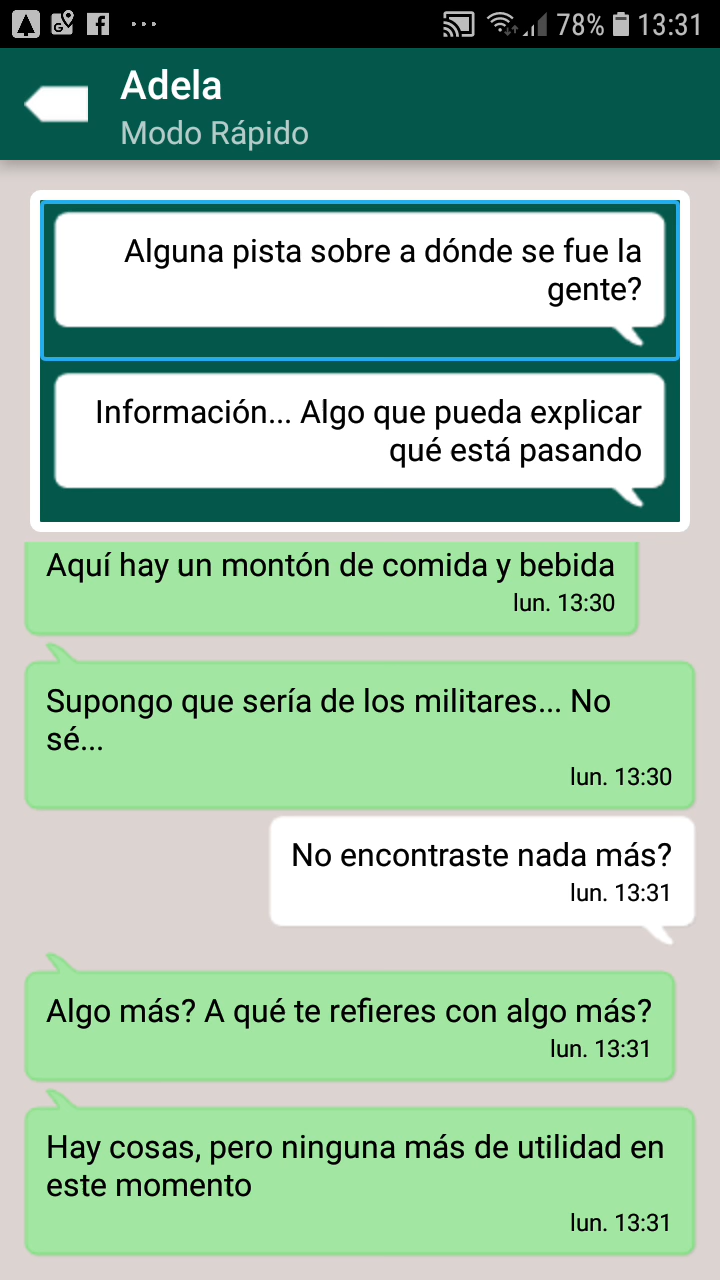 78% 13:31
Adela
Modo Rápido
Alguna pista sobre a dónde se fue la
gente?
Información... Algo que pueda explicar
qué está pasando
Aquí hay un montón de comida y bebida
lun. 13:30
Supongo que sería de los militares... No
sé...
lun. 13:30
No encontraste nada más?
lun. 13:31
Algo más? A qué te refieres con algo más?
lun. 13:31
Hay cosas, pero ninguna más de utilidad en
este momento
lun. 13:31